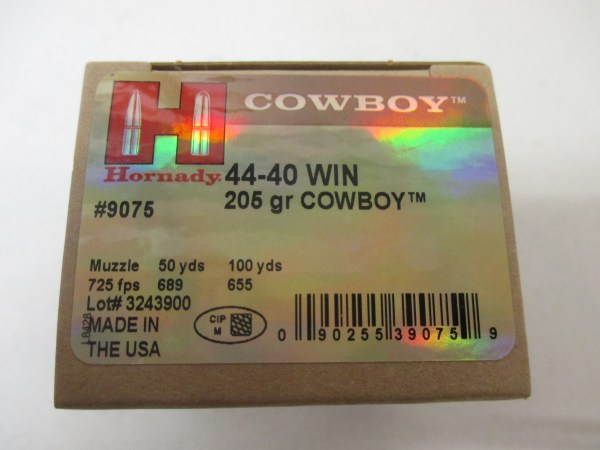 COWBOY™
H
Hornady.
44-40 WIN
205 gr COWBOY™
#9075
Muzzle 50 yds 100 yds
725 fps 689 655
Lot# 3243900
MADE IN
THE USA
CIP
M
0 90255 39075 9